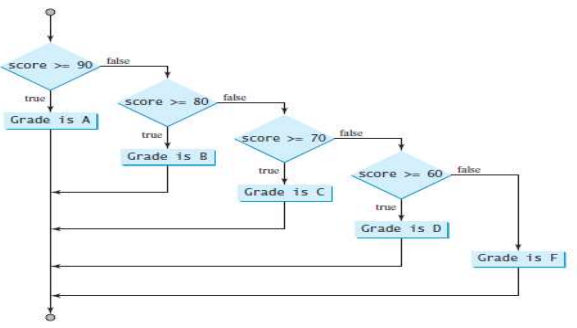 score >= 90
false
true
Grade is A
score >= 80
false
true
Grade is B
score >= 70
false
true
Grade is C
score >= 60
false
true
Grade is D
Grade is F